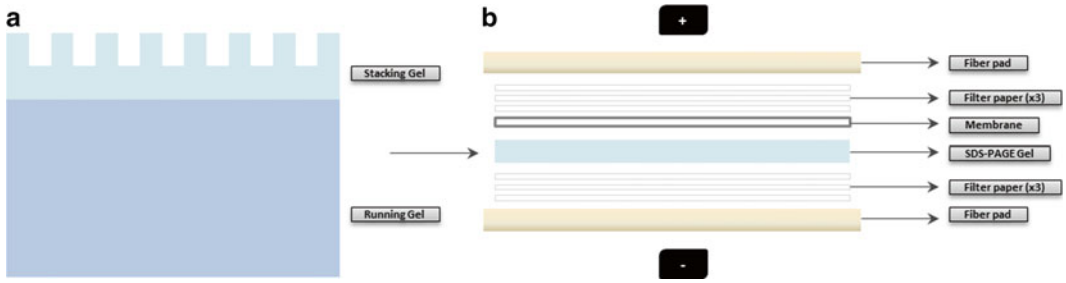 a
Stacking Gel
Running Gel
b
+
Fiber pad
Filter paper (x3)
Membrane
SDS-PAGE Gel
Filter paper (x3)
Fiber pad
-